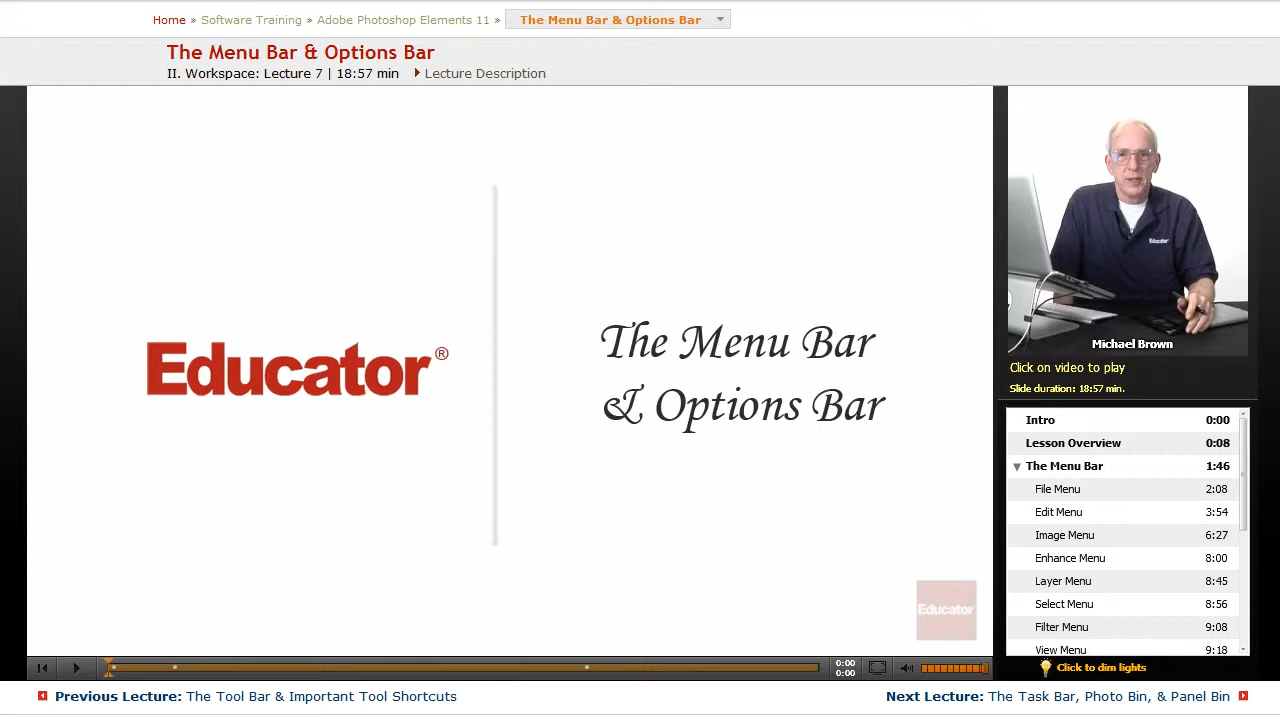 Home » Software Training » Adobe Photoshop Elements 11 » The Menu Bar & Options Bar
The Menu Bar & Options Bar
II. Workspace: Lecture 7 | 18:57 min Lecture Description
Educator®
The Menu Bar
& Options Bar
Educator
Educator
Michael Brown
Click on video to play
Slide duration: 18:57 min.
Intro 0:00
Lesson Overview 0:08
The Menu Bar 1:46
File Menu 2:08
Edit Menu 3:54
Image Menu 6:27
Enhance Menu 8:00
Layer Menu 8:45
Select Menu 8:56
Filter Menu 9:08
View Menu 9:18
0:00
0:00
Click to dim lights
Previous Lecture: The Tool Bar & Important Tool Shortcuts
Next Lecture: The Task Bar, Photo Bin, & Panel Bin